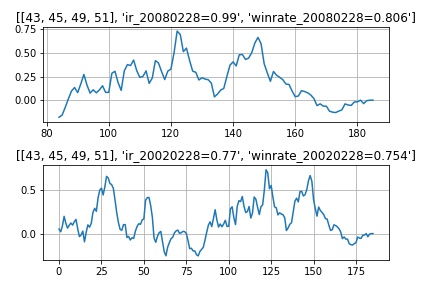 [[43, 45, 49, 51], 'ir_20080228=0.99', 'winrate_20080228=0.806']
0.75
0.50
0.25
0.00
80 100 120 140 160 180
[[43, 45, 49, 51], 'ir_20020228=0.77', 'winrate_20020228=0.754']
0.5
0.0
0 25 50 75 100 125 150 175